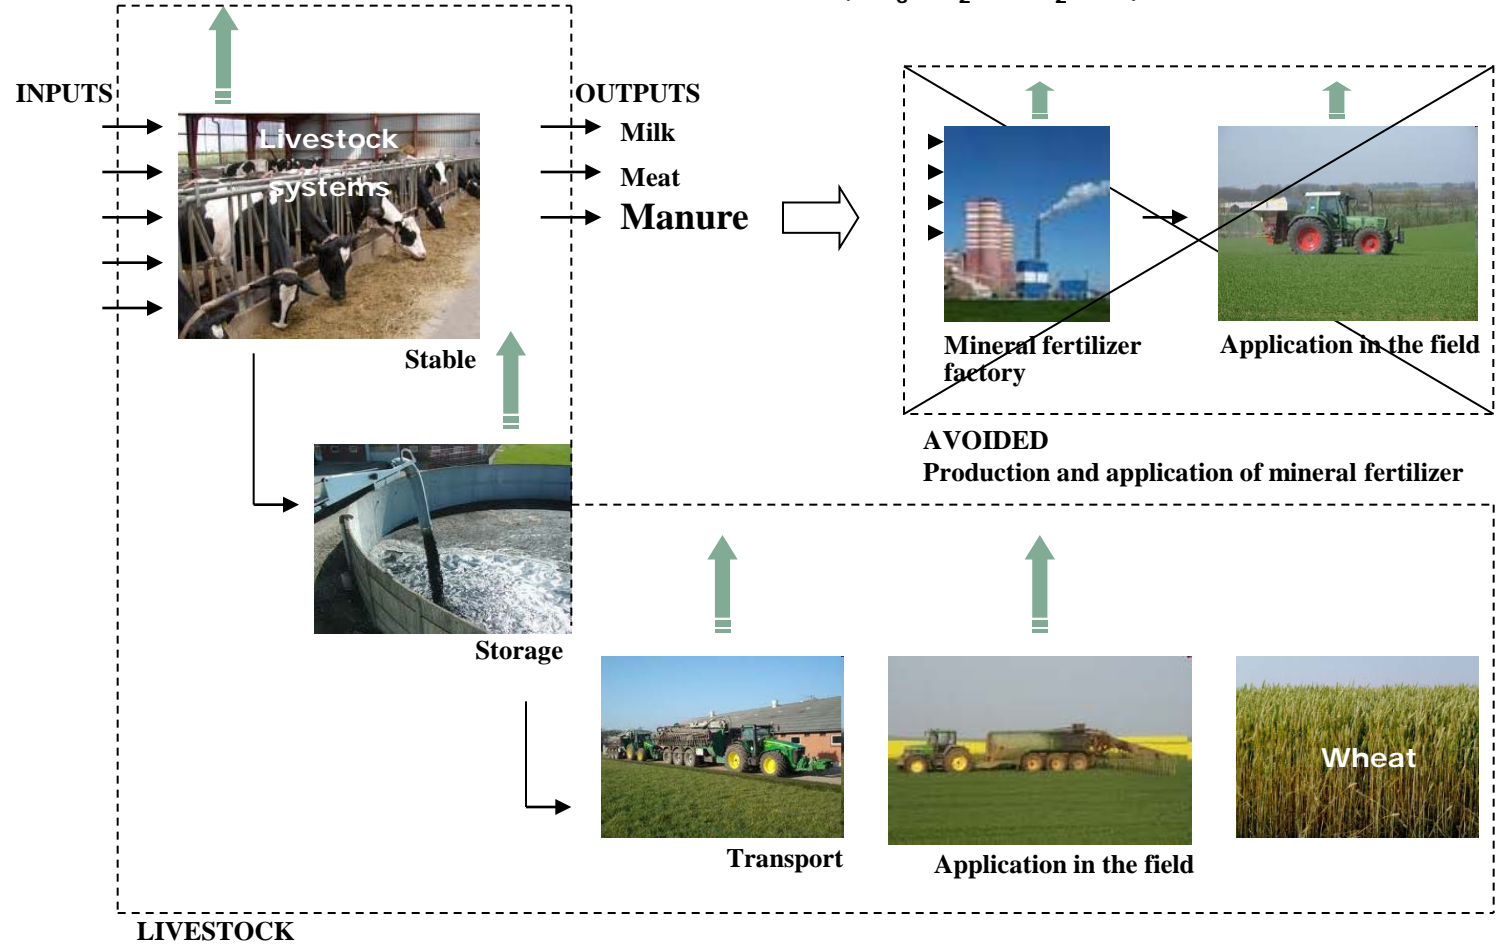 INPUTS
OUTPUTS
Livestock
systems
Milk
Meat
Manure
Stable
Mineral fertilizer
factory
Application in the field
AVOIDED
Production and application of mineral fertilizer
Storage
Wheat
Transport
Application in the field
LIVESTOCK